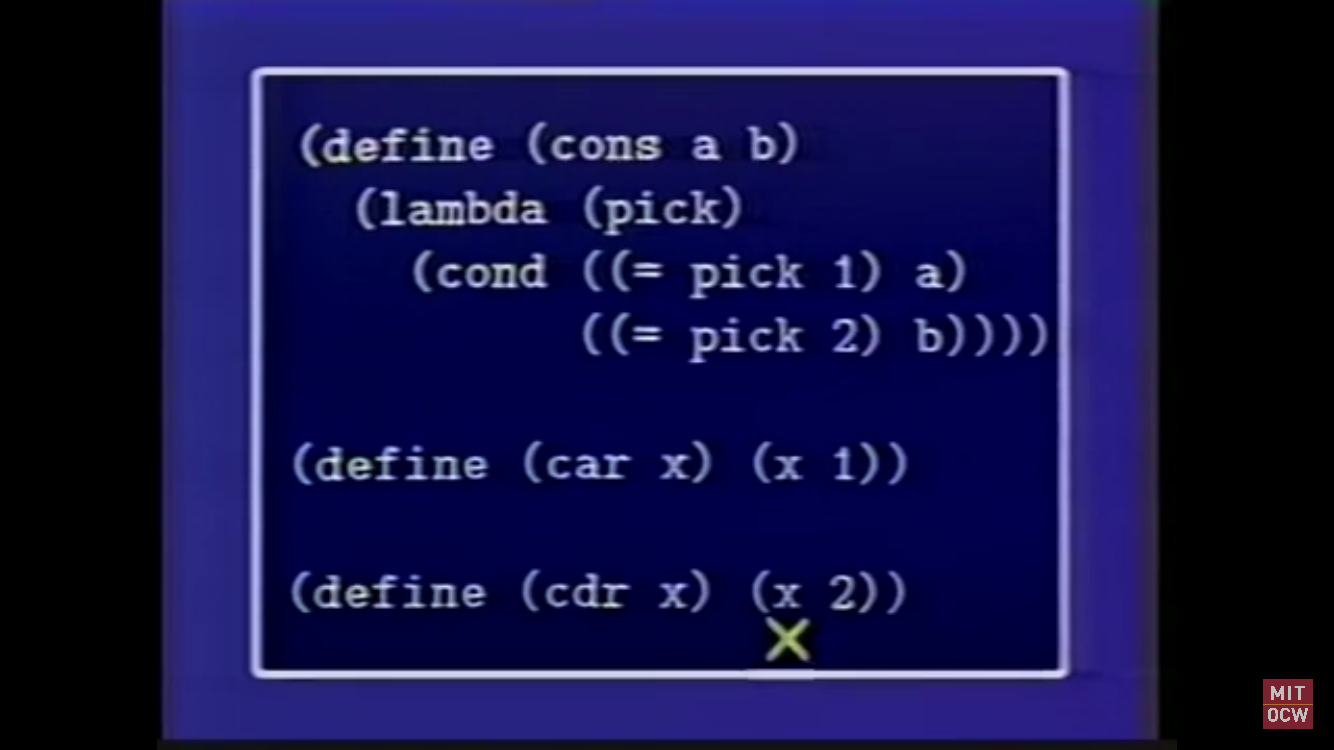 (define (cons a b)
(lambda (pick)
(cond ((= pick 1) a)
((= pick 2) b))))
(define (car x) (x 1))
(define (cdr x) (x 2))
MIT
OCW